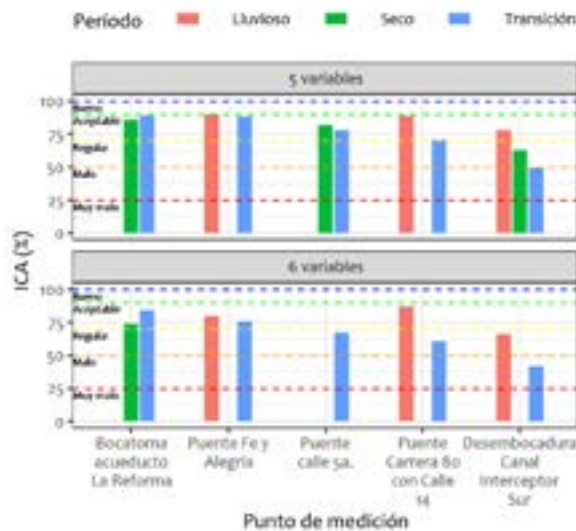 Período Lluvioso Seco Transición
5 variables
100
Bueno
Aceptable
75
Regular
50
Malo
25
Muy malo
0
ICA (%)
6 variables
100
Bueno
Aceptable
75
Regular
50
Malo
25
Muy malo
0
Bocatoma
acueducto
La Reforma
Puente Fe y
Alegría
Puente
calle 5a.
Puente
Carrera 80
con Calle
14
Desembocadura
Canal
Interceptor
Sur
Punto de medición